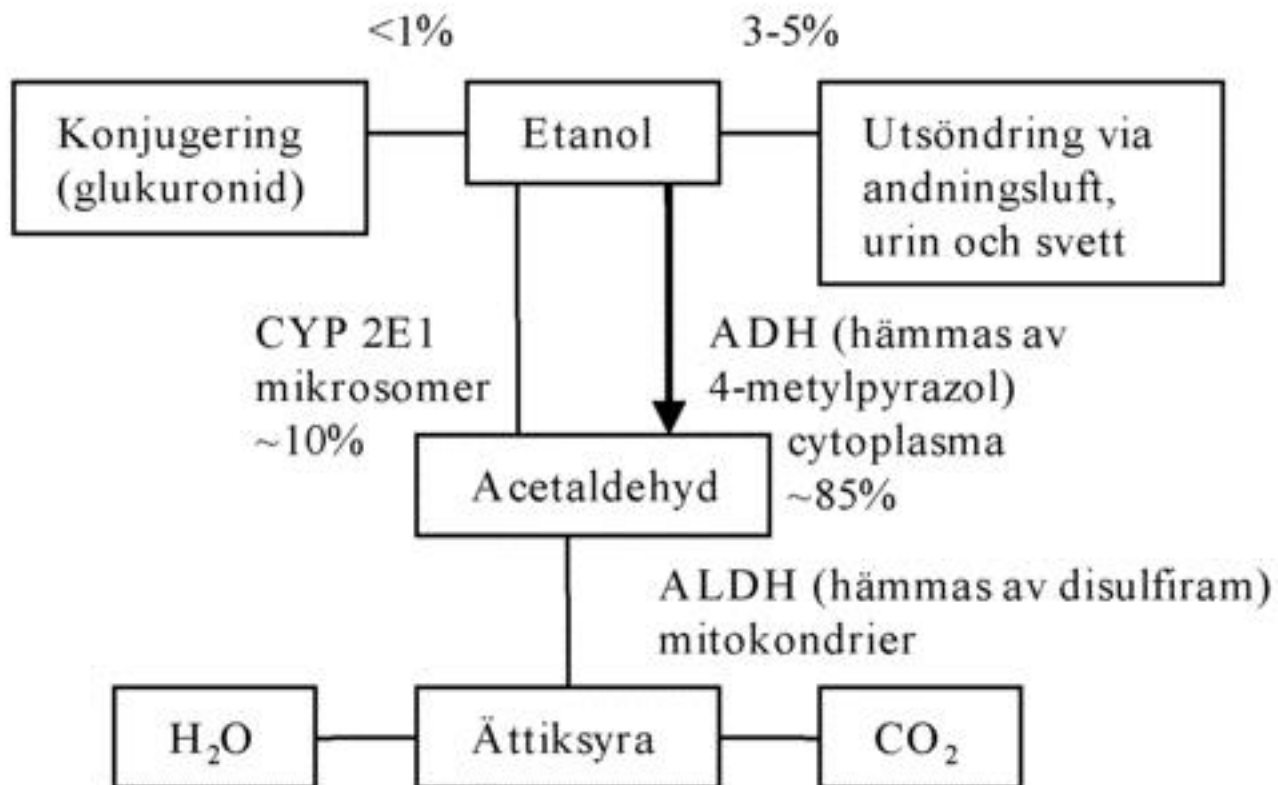 <1%
3-5%
Konjugering
(glukuronid)
Etanol
Utsöndring via
andningsluft,
urin och svett
CYP 2E1
mikrosomer
~10%
ADH (hämmas av
4-metylpyrazol)
cytoplasma
~85%
Acetaldehyd
ALDH (hämmas av disulfiram)
mitokondrier
H₂O
Ättiksyra
CO₂